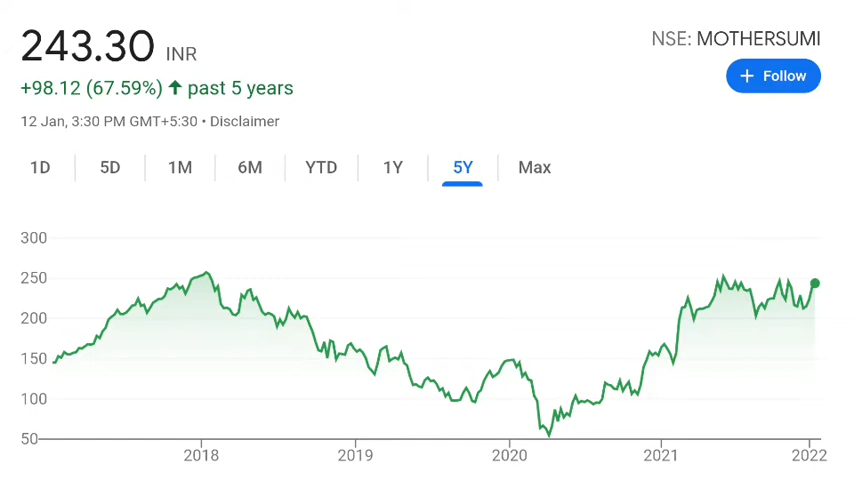 243.30 INR
NSE: MOTHERSUMI
+98.12 (67.59%) ↑ past 5 years
+ Follow
12 Jan, 3:30 PM GMT+5:30 • Disclaimer
1D 5D 1M 6M YTD 1Y 5Y Max
300
250
200
150
100
50
2018 2019 2020 2021 2022